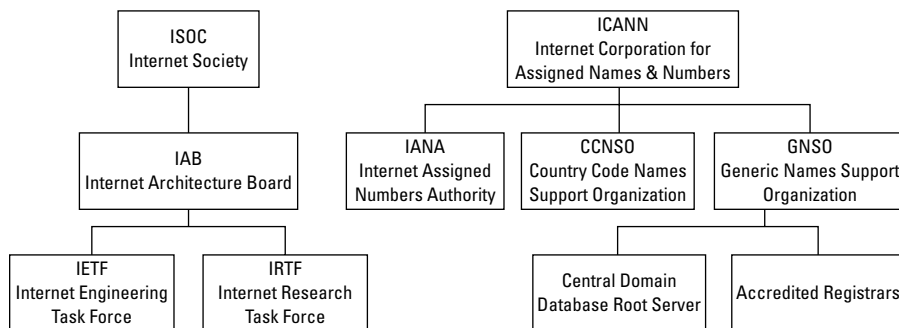 ISOC
Internet Society
ICANN
Internet Corporation for
Assigned Names & Numbers
IAB
Internet Architecture Board
IANA
Internet Assigned
Numbers Authority
CCNSO
Country Code Names
Support Organization
GNSO
Generic Names Support
Organization
IETF
Internet Engineering
Task Force
IRTF
Internet Research
Task Force
Central Domain
Database Root Server
Accredited Registrars